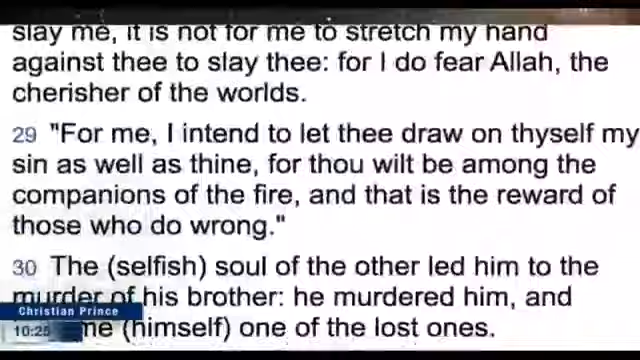 slay me, it is not for me to stretch my hand
against thee to slay thee: for I do fear Allah, the
cherisher of the worlds.
29 "For me, I intend to let thee draw on thyself my
sin as well as thine, for thou wilt be among the
companions of the fire, and that is the reward of
those who do wrong."
30 The (selfish) soul of the other led him to the
murder of his brother: he murdered him, and
me (himself) one of the lost ones.
Christian Prince
10:25